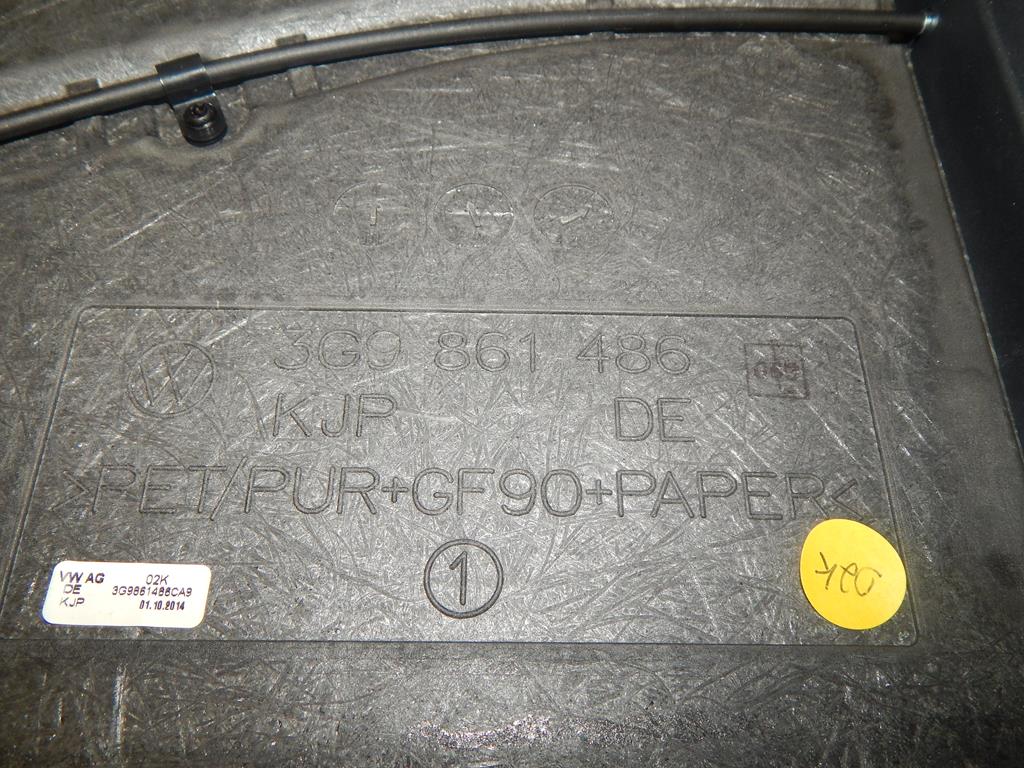 3G9 861 486
KJP DE
>PET/PUR+GF90+PAPER<
1
VW AG 02K
DE 3G9861486CA9
KJP 01.10.2014
02K